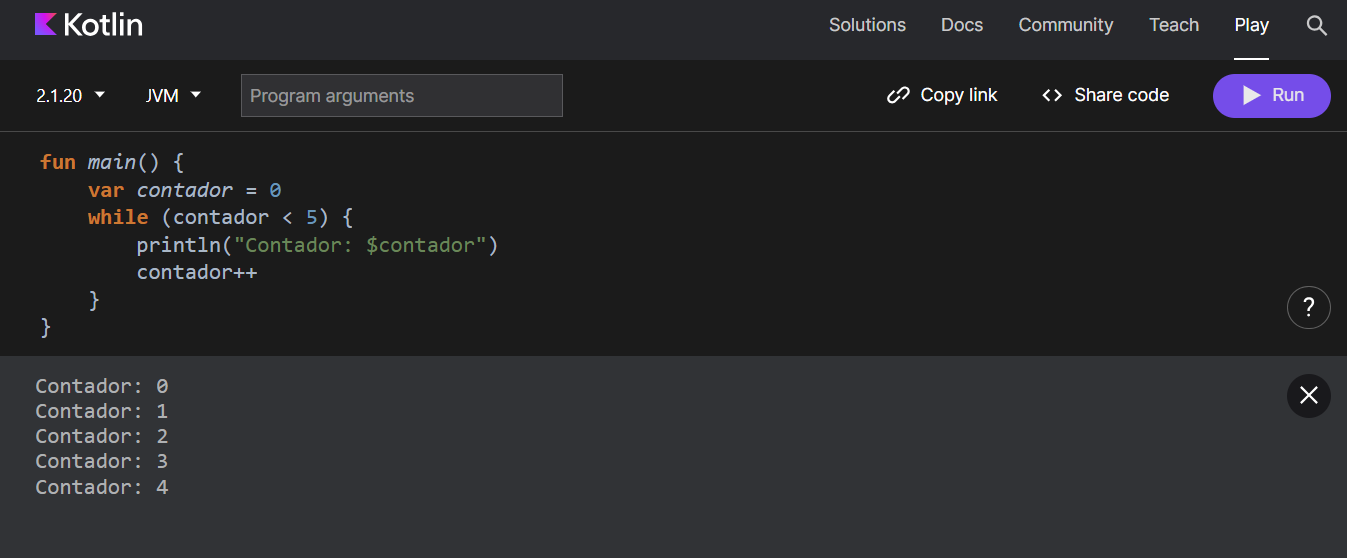 Kotlin
Solutions Docs Community Teach Play
2.1.20 JVM Program arguments Copy link <> Share code Run
fun main() {
    var contador = 0
    while (contador < 5) {
        println("Contador: $contador")
        contador++
    }
}
?
Contador: 0
Contador: 1
Contador: 2
Contador: 3
Contador: 4